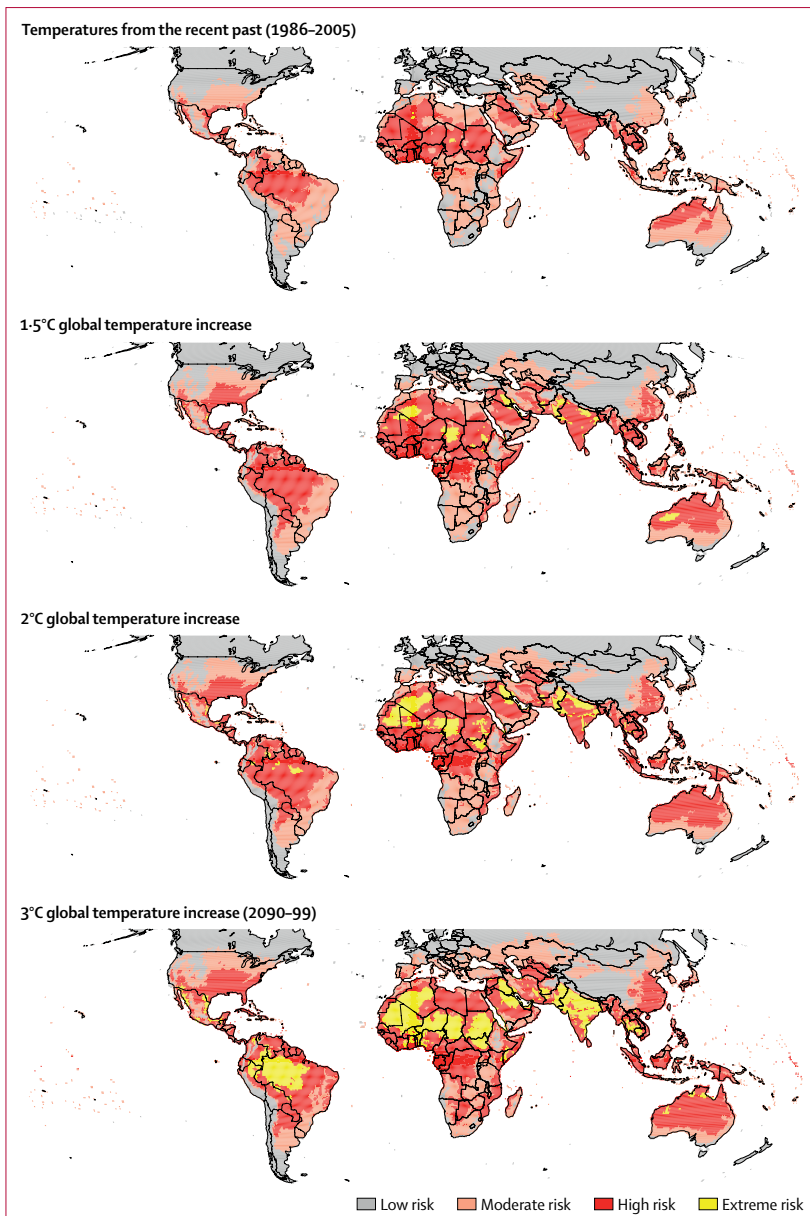 Temperatures from the recent past (1986–2005)
1·5°C global temperature increase
2°C global temperature increase
3°C global temperature increase (2090–99)
Low risk Moderate risk High risk Extreme risk